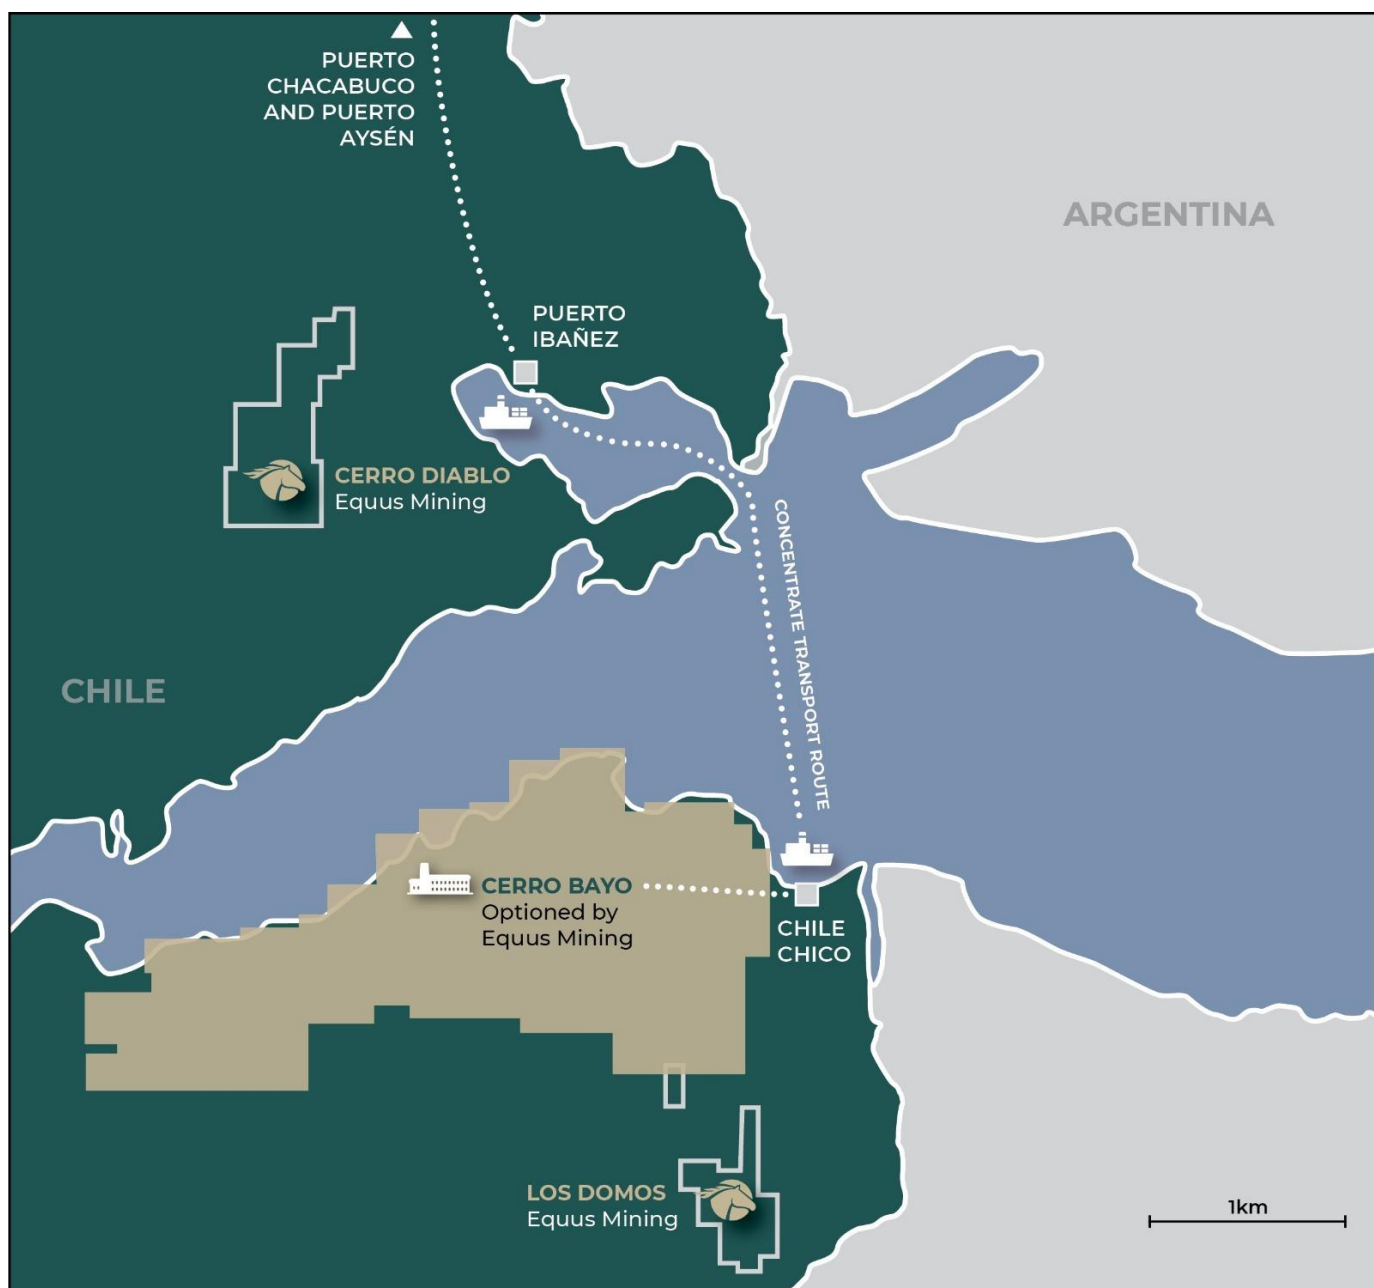 PUERTO
CHACABUCO
AND PUERTO
AYSÉN
ARGENTINA
PUERTO
IBAÑEZ
CERRO DIABLO
Equus Mining
CONCENTRATE TRANSPORT ROUTE
CHILE
CERRO BAYO
Optioned by
Equus Mining
CHILE
CHICO
LOS DOMOS
Equus Mining
1km